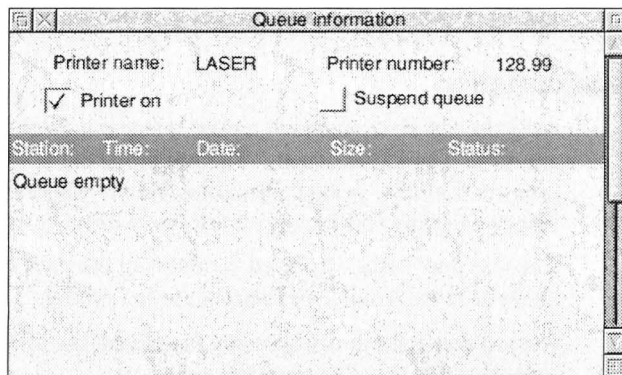 Queue information
Printer name: LASER Printer number: 128.99
Printer on Suspend queue
Station: Time: Date: Size: Status:
Queue empty